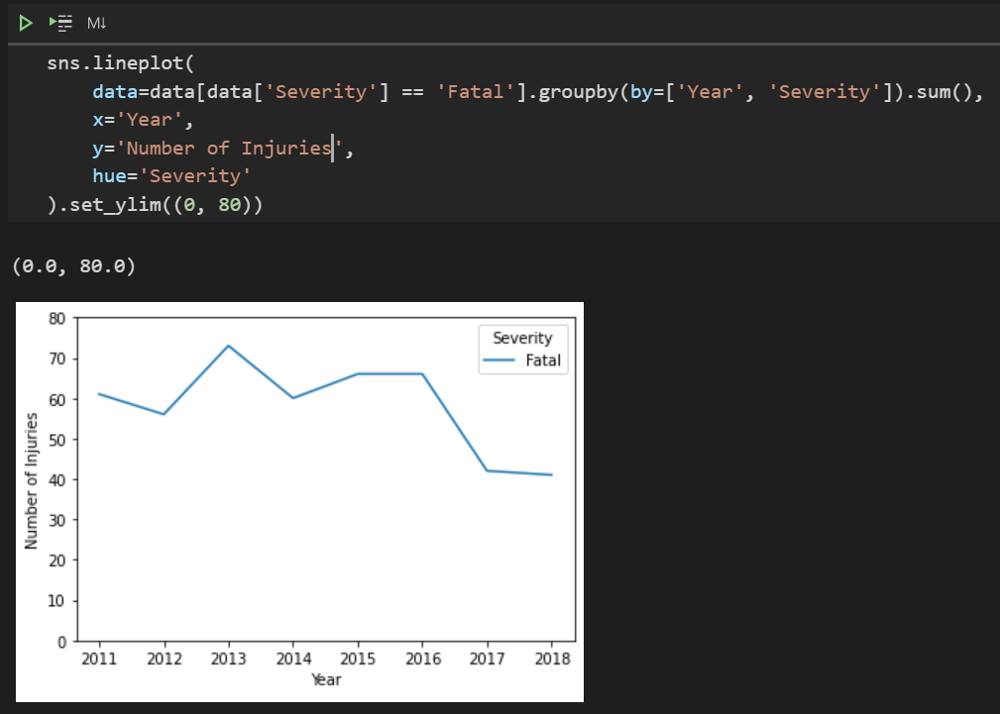 M↓
sns.lineplot(
    data=data[data['Severity'] == 'Fatal'].groupby(by=['Year', 'Severity']).sum(),
    x='Year',
    y='Number of Injuries',
    hue='Severity'
).set_ylim((0, 80))
(0.0, 80.0)
80
70
60
50
40
30
20
10
0
Number of Injuries
Severity
Fatal
2011 2012 2013 2014 2015 2016 2017 2018
Year